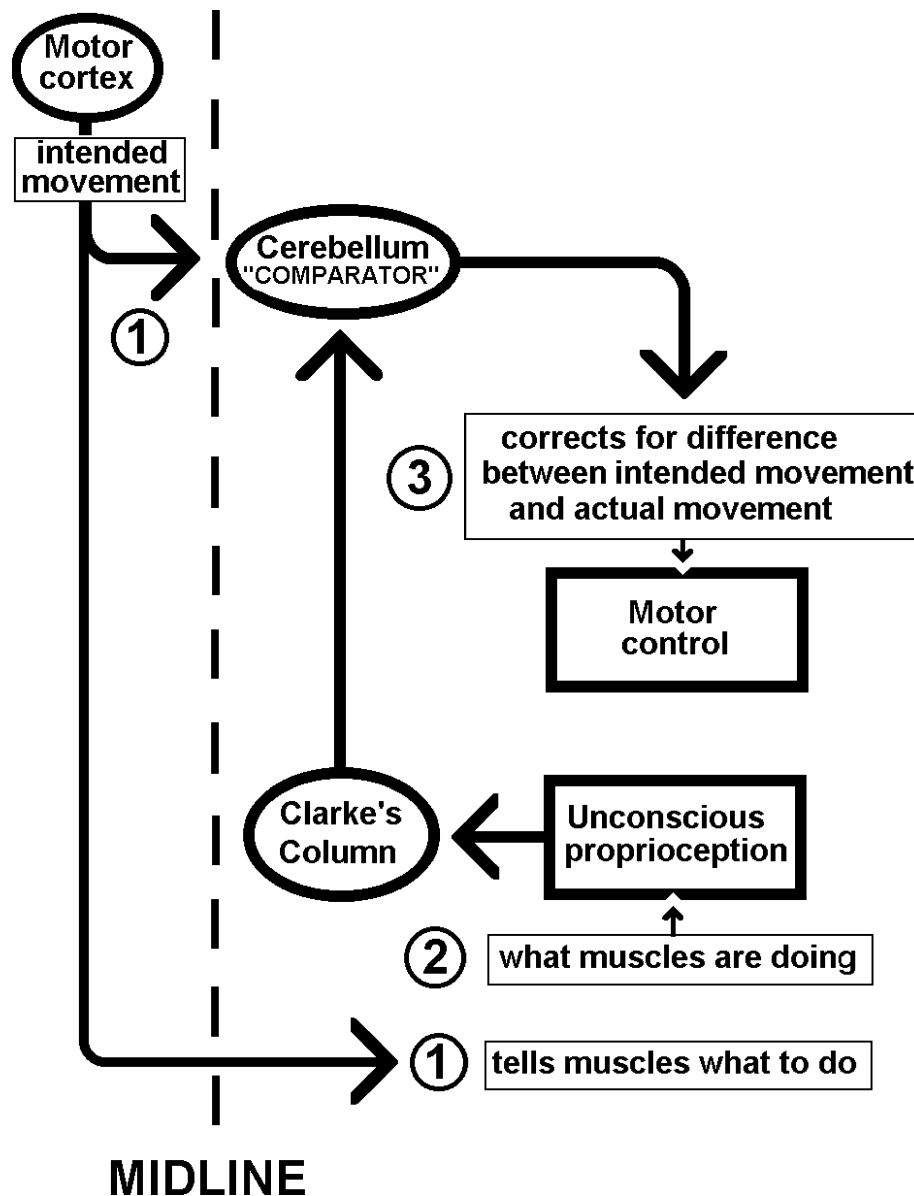 Motor
cortex
intended
movement
Cerebellum
"COMPARATOR"
1
3
corrects for difference
between intended movement
and actual movement
Motor
control
Clarke's
Column
Unconscious
proprioception
2
what muscles are doing
1
tells muscles what to do
MIDLINE